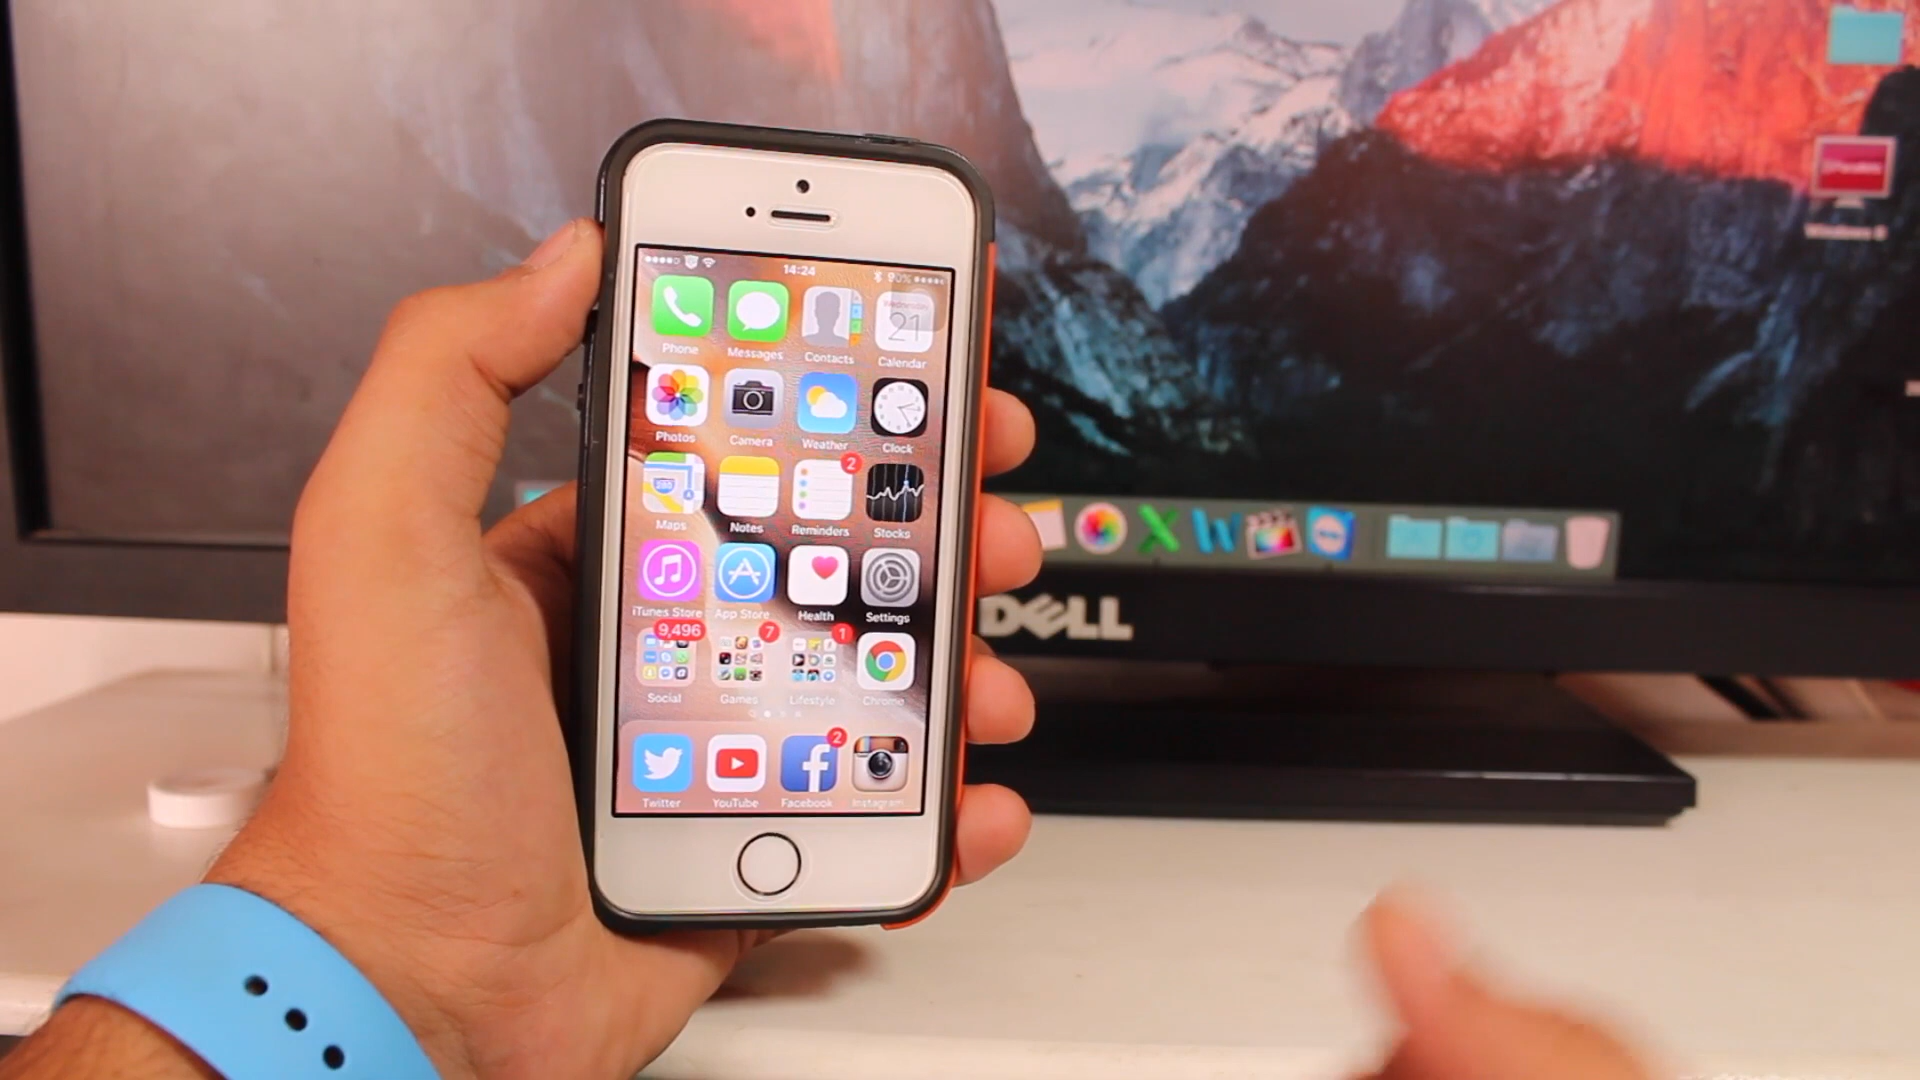 14:24
Phone Messages Contacts Calendar
21
Photos Camera Weather Clock
280
2
Maps Notes Reminders Stocks
iTunes Store App Store Health Settings
9,496 7 1
Social Games Lifestyle Chrome
2
Twitter YouTube Facebook Instagram
DELL